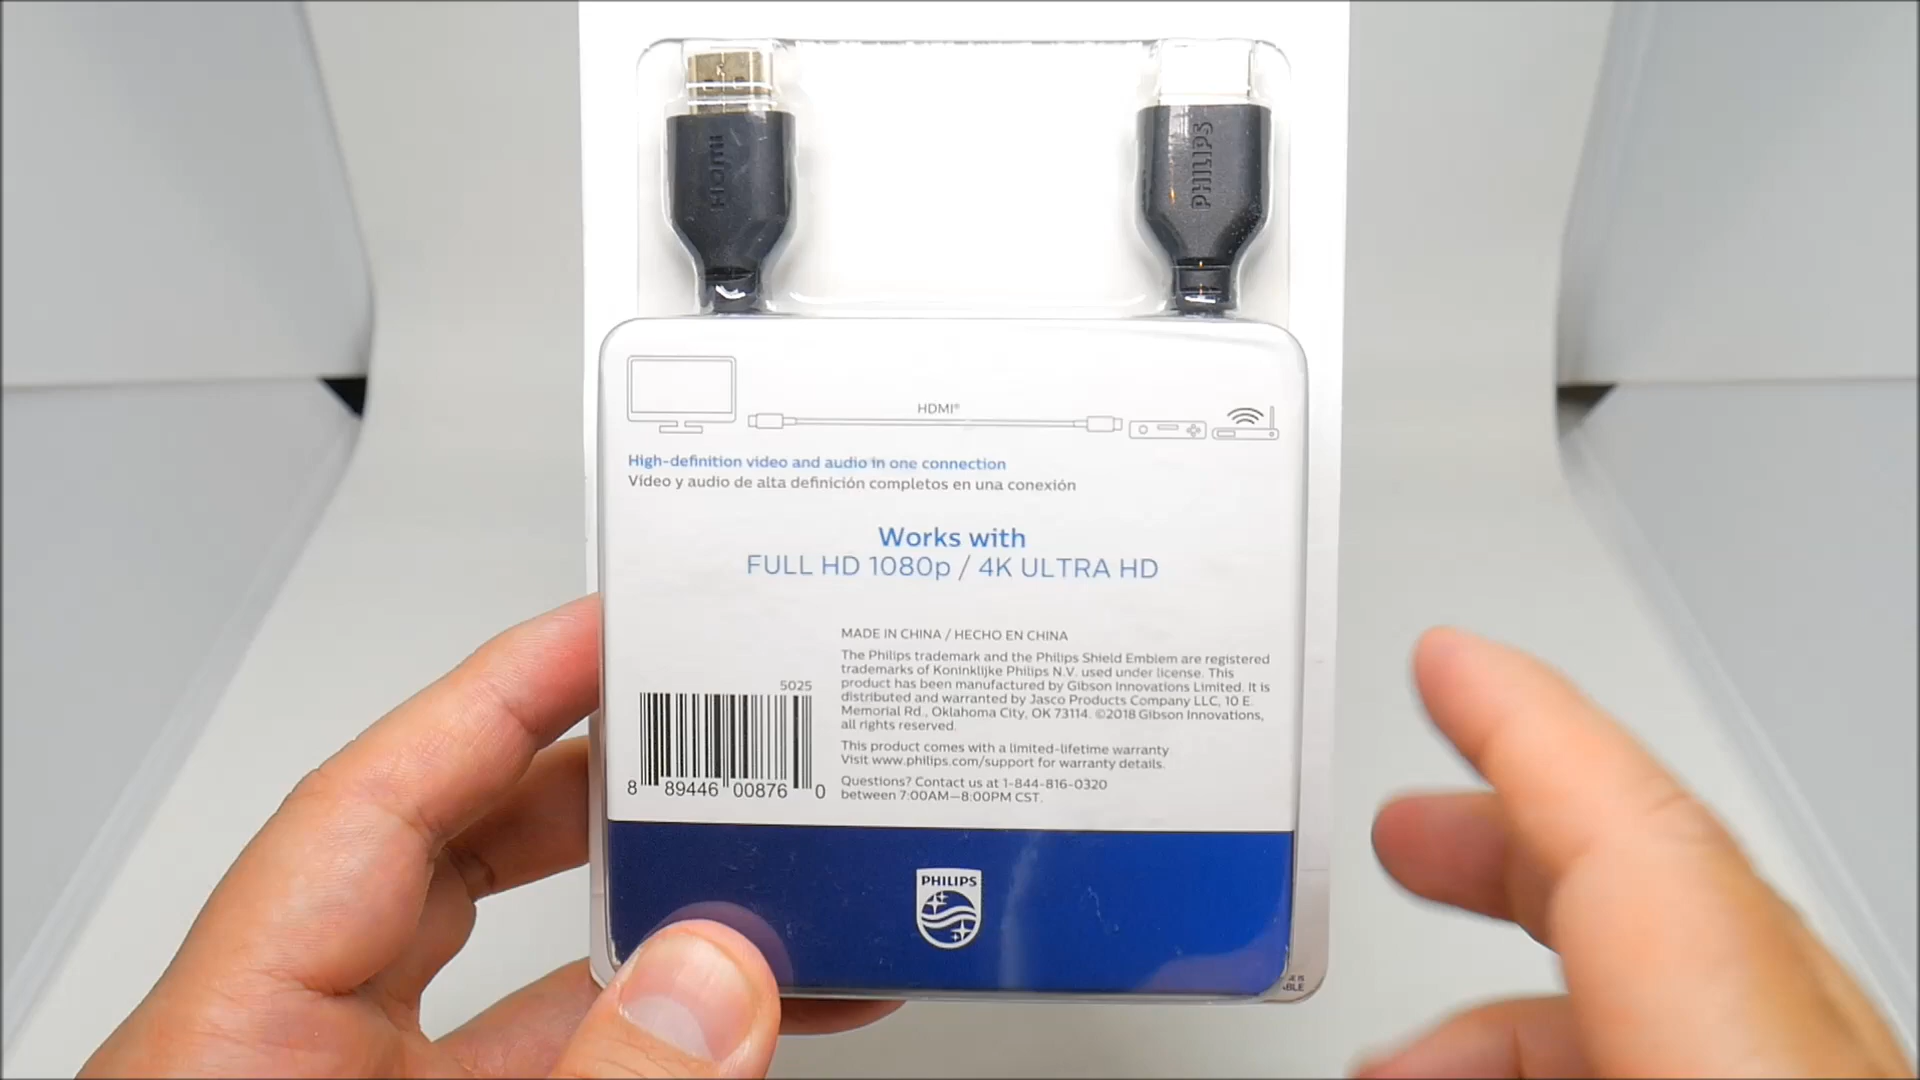 HDMI
PHILIPS
HDMI®
High-definition video and audio in one connection
Vídeo y audio de alta definición completos en una conexión
Works with
FULL HD 1080p / 4K ULTRA HD
MADE IN CHINA / HECHO EN CHINA
The Philips trademark and the Philips Shield Emblem are registered
trademarks of Koninklijke Philips N.V. used under license. This
product has been manufactured by Gibson Innovations Limited. It is
distributed and warranted by Jasco Products Company LLC, 10 E.
Memorial Rd., Oklahoma City, OK 73114. ©2018 Gibson Innovations,
all rights reserved.
This product comes with a limited-lifetime warranty
Visit www.philips.com/support for warranty details.
Questions? Contact us at 1-844-816-0320
between 7:00AM—8:00PM CST.
5025
8 89446 00876 0
PHILIPS